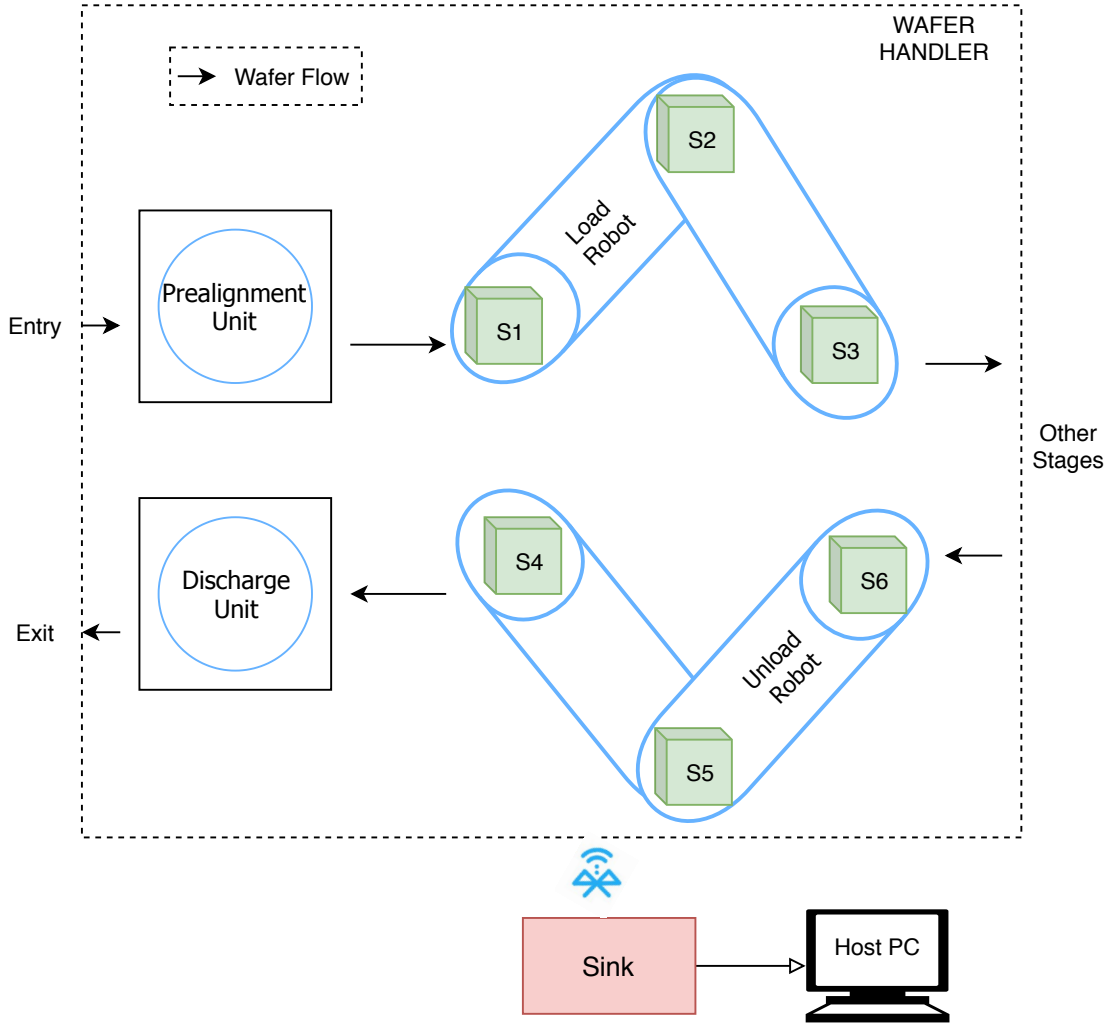 WAFER
HANDLER
Wafer Flow
S2
Load
Robot
Prealignment
Unit
Entry
S1
S3
Other
Stages
S4
S6
Discharge
Unit
Exit
Unload
Robot
S5
Sink
Host PC